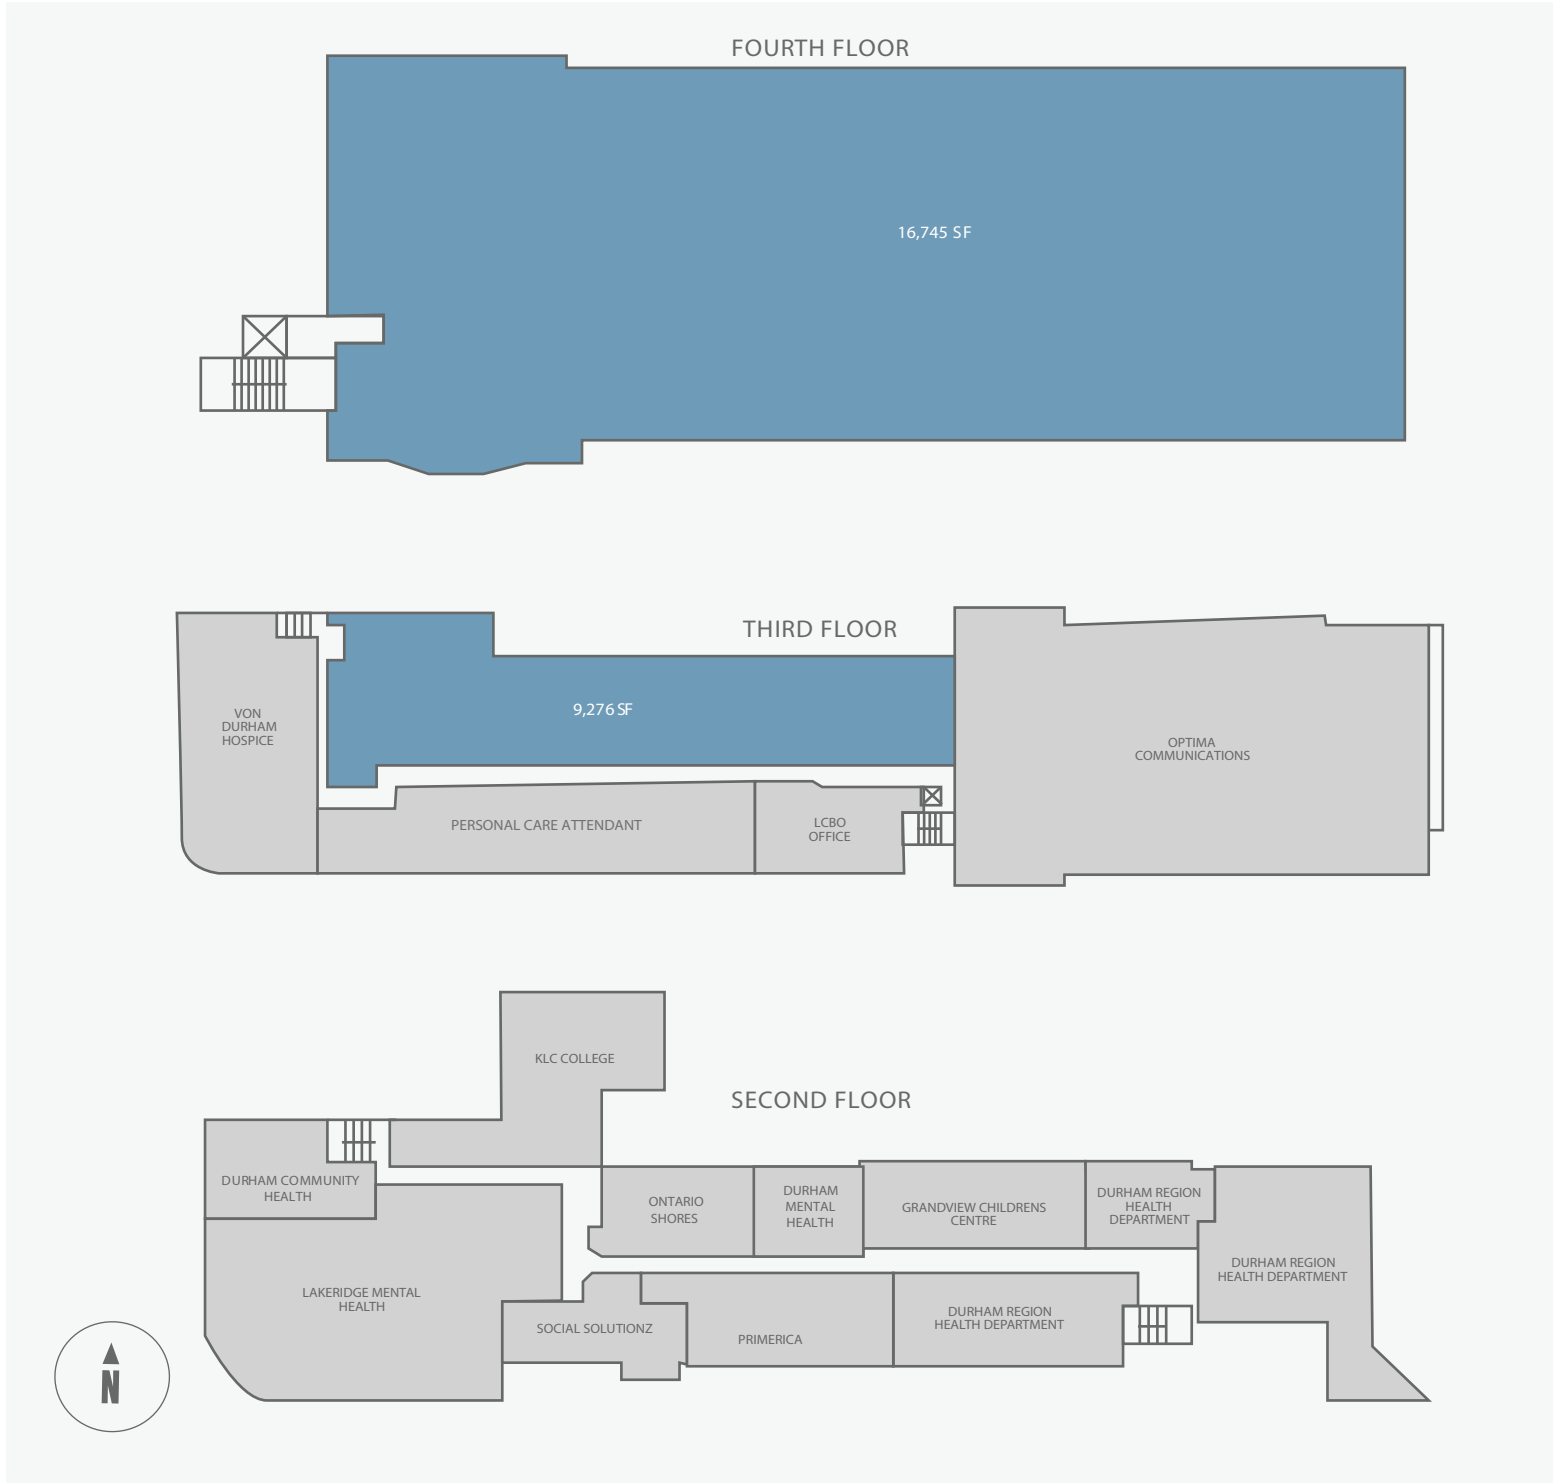 FOURTH FLOOR
16,745 SF
THIRD FLOOR
VON
DURHAM
HOSPICE
9,276 SF
OPTIMA
COMMUNICATIONS
PERSONAL CARE ATTENDANT
LCBO
OFFICE
KLC COLLEGE
SECOND FLOOR
DURHAM COMMUNITY
HEALTH
ONTARIO
SHORES
DURHAM
MENTAL
HEALTH
GRANDVIEW CHILDRENS
CENTRE
DURHAM REGION
HEALTH
DEPARTMENT
DURHAM REGION
HEALTH DEPARTMENT
LAKERIDGE MENTAL
HEALTH
SOCIAL SOLUTIONZ
PRIMERICA
DURHAM REGION
HEALTH DEPARTMENT
N